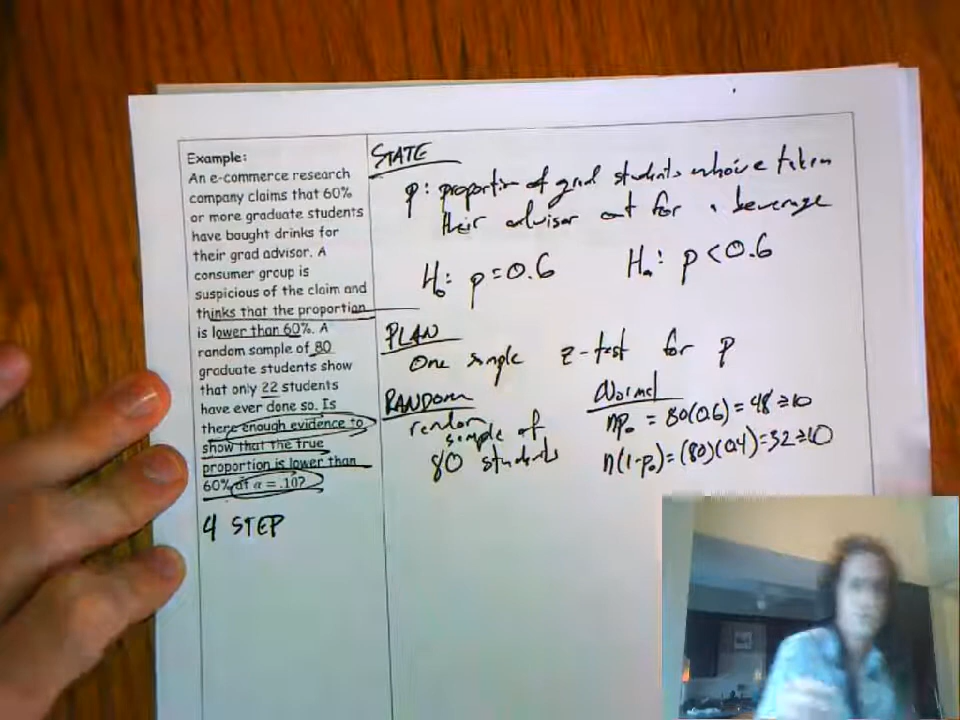 Example:
An e-commerce research
company claims that 60%
or more graduate students
have bought drinks for
their grad advisor. A
consumer group is
suspicious of the claim and
thinks that the proportion
is lower than 60%. A
random sample of 80
graduate students show
that only 22 students
have ever done so. Is
there enough evidence to
show that the true
proportion is lower than
60% at α = .10?
4 STEP
STATE
p: proportion of grad students who've taken
their advisor out for a beverage
H₀: p = 0.6 Hₐ: p < 0.6
PLAN
One sample z-test for p
RANDOM
random
sample of
80 students
Normal
np₀ = 80(0.6) = 48 ≥ 10
n(1-p₀) = (80)(0.4) = 32 ≥ 10